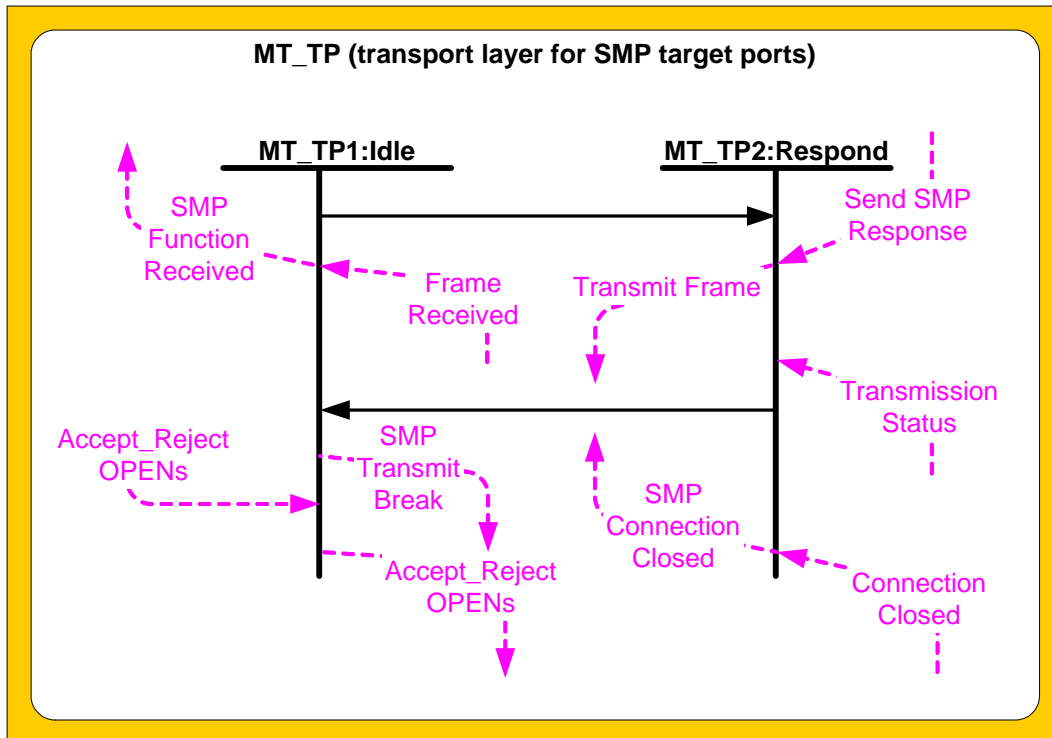 MT_TP (transport layer for SMP target ports)
MT_TP1:Idle
MT_TP2:Respond
SMP
Function
Received
Send SMP
Response
Frame
Received
Transmit Frame
Transmission
Status
Accept_Reject
OPENs
SMP
Transmit
Break
SMP
Connection
Closed
Accept_Reject
OPENs
Connection
Closed